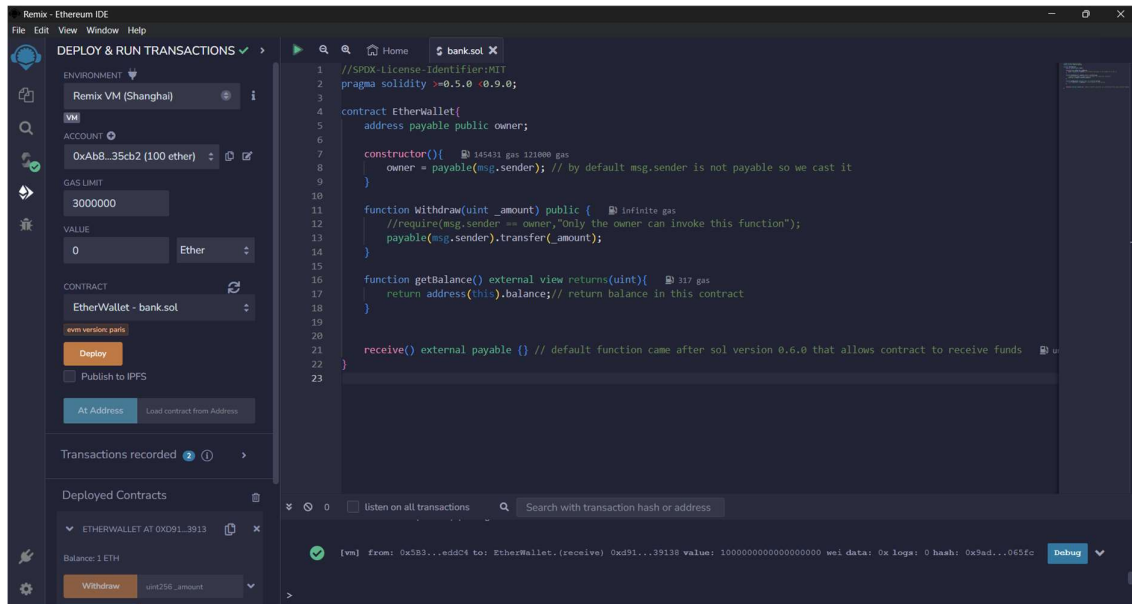 Remix - Ethereum IDE
File Edit View Window Help
DEPLOY & RUN TRANSACTIONS
ENVIRONMENT
Remix VM (Shanghai)
VM
ACCOUNT
0xAb8...35cb2 (100 ether)
GAS LIMIT
3000000
VALUE
0 Ether
CONTRACT
EtherWallet - bank.sol
evm version: paris
Deploy
Publish to IPFS
At Address Load contract from Address
Transactions recorded 2
Deployed Contracts
ETHERWALLET AT 0XD91...3913
Balance: 1 ETH
Withdraw uint256 _amount
Home bank.sol
1 //SPDX-License-Identifier:MIT
2 pragma solidity >=0.5.0 <0.9.0;
3
4 contract EtherWallet{
5 address payable public owner;
6
7 constructor(){ 145431 gas 121000 gas
8 owner = payable(msg.sender); // by default msg.sender is not payable so we cast it
9 }
10
11 function Withdraw(uint _amount) public { infinite gas
12 //require(msg.sender == owner,"Only the owner can invoke this function");
13 payable(msg.sender).transfer(_amount);
14 }
15
16 function getBalance() external view returns(uint){ 317 gas
17 return address(this).balance;// return balance in this contract
18 }
19
20
21 receive() external payable {} // default function came after sol version 0.6.0 that allows contract to receive funds
22 }
23
0 listen on all transactions Search with transaction hash or address
[vm] from: 0x5B3...eddC4 to: EtherWallet.(receive) 0xd91...39138 value: 1000000000000000000 wei data: 0x logs: 0 hash: 0x9ad...065fc Debug
>